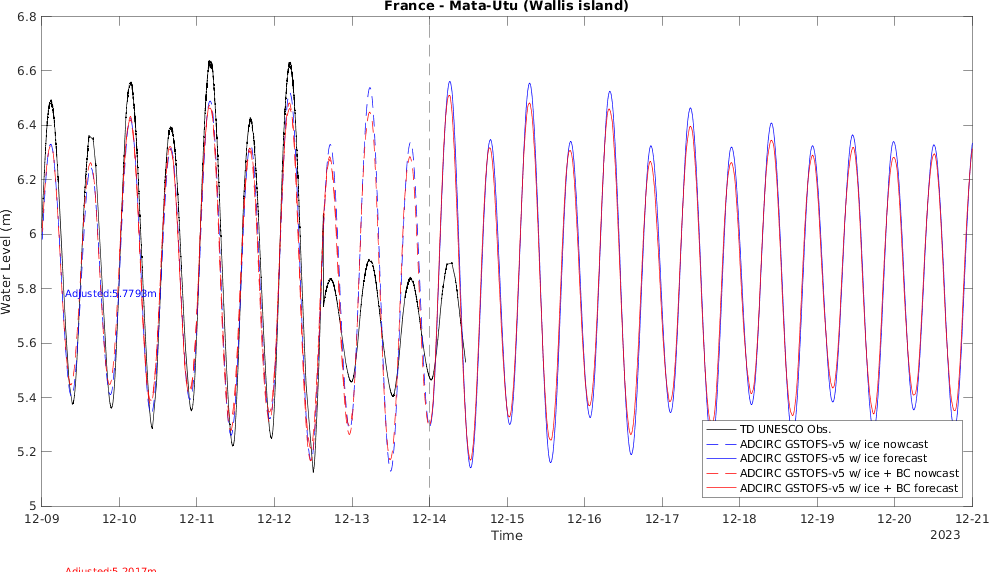 France - Mata-Utu (Wallis island)
6.8
6.6
6.4
6.2
6
5.8
5.6
5.4
5.2
5
Water Level (m)
Adjusted:5.7793m
TD UNESCO Obs.
ADCIRC GSTOFS-v5 w/ ice nowcast
ADCIRC GSTOFS-v5 w/ ice forecast
ADCIRC GSTOFS-v5 w/ ice + BC nowcast
ADCIRC GSTOFS-v5 w/ ice + BC forecast
12-09 12-10 12-11 12-12 12-13 12-14 12-15 12-16 12-17 12-18 12-19 12-20 12-21
Time
2023
Adjusted:5.2017m